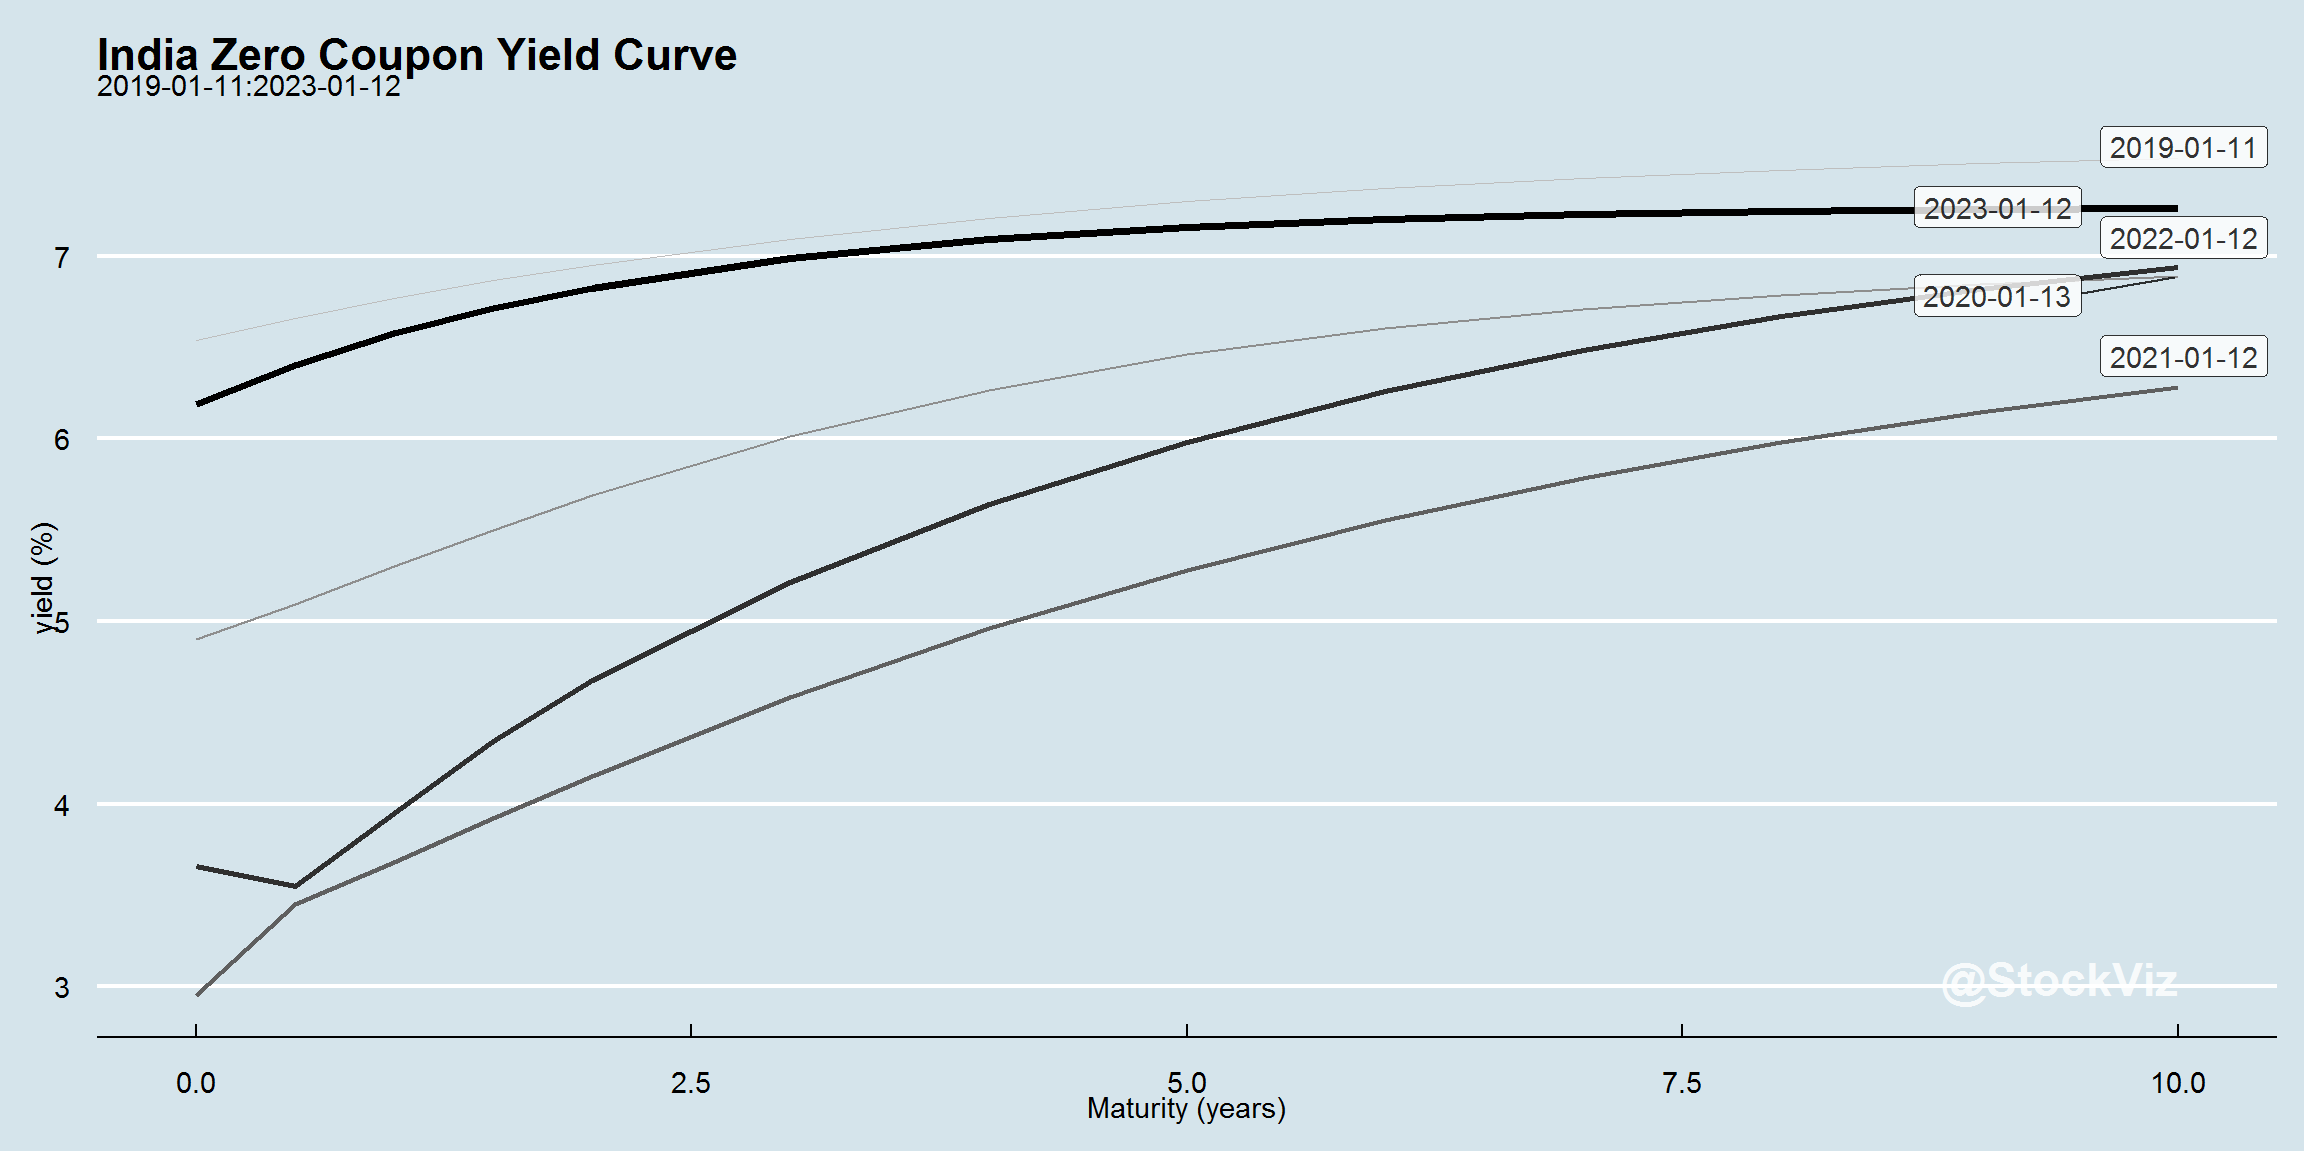 India Zero Coupon Yield Curve
2019-01-11:2023-01-12
2019-01-11
2023-01-12
2022-01-12
2020-01-13
2021-01-12
7
6
5
4
3
yield (%)
@StockViz
0.0 2.5 5.0 7.5 10.0
Maturity (years)